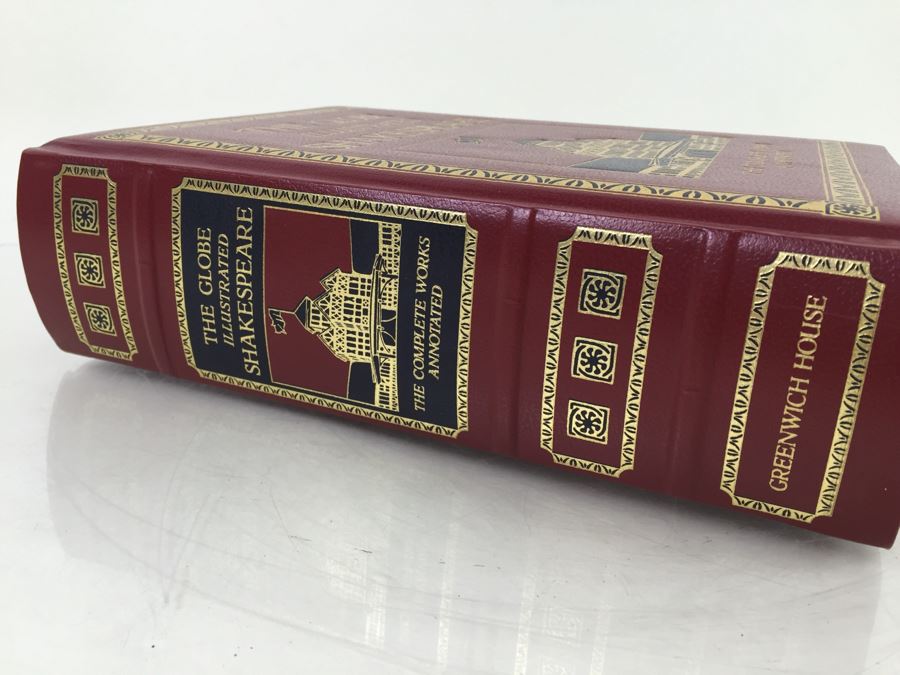 THE GLOBE
ILLUSTRATED
SHAKESPEARE
THE COMPLETE WORKS
ANNOTATED
GREENWICH HOUSE